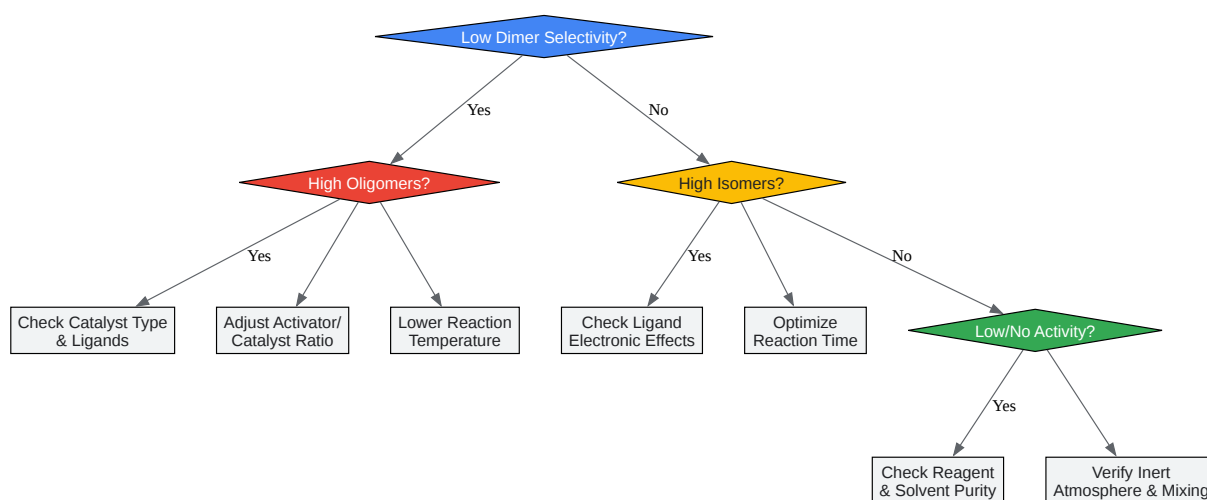 Low Dimer Selectivity?
Yes
No
High Oligomers?
High Isomers?
Yes
Yes
No
Check Catalyst Type
& Ligands
Adjust Activator/
Catalyst Ratio
Lower Reaction
Temperature
Check Ligand
Electronic Effects
Optimize
Reaction Time
Low/No Activity?
Yes
Check Reagent
& Solvent Purity
Verify Inert
Atmosphere & Mixing